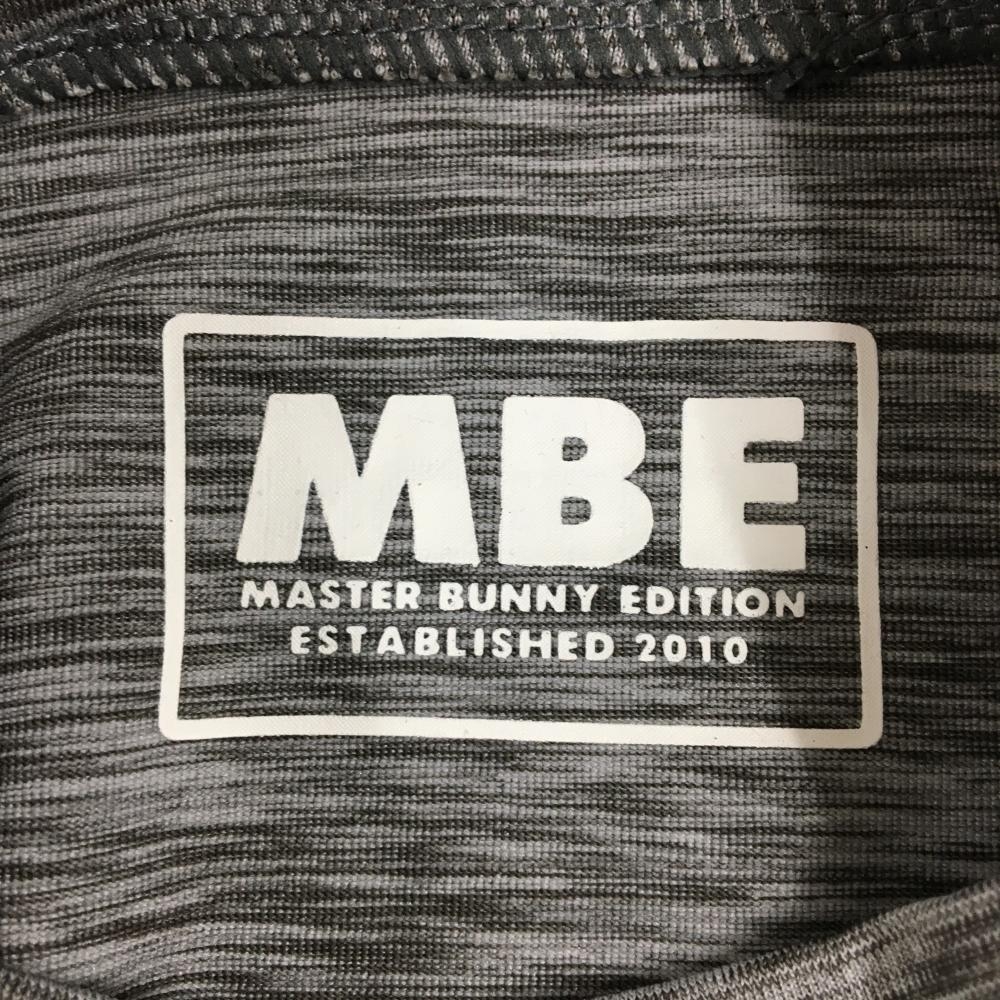 MBE
MASTER BUNNY EDITION
ESTABLISHED 2010